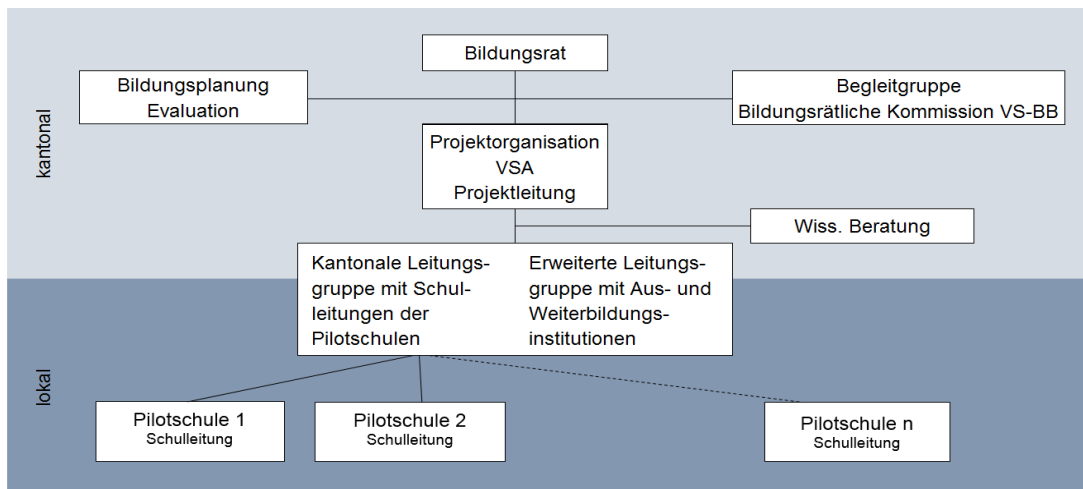 kantonal
Bildungsrat
Bildungsplanung
Evaluation
Begleitgruppe
Bildungsrätliche Kommission VS-BB
Projektorganisation
VSA
Projektleitung
Wiss. Beratung
Kantonale Leitungs-
gruppe mit Schul-
leitungen der
Pilotschulen
Erweiterte Leitungs-
gruppe mit Aus- und
Weiterbildungs-
institutionen
lokal
Pilotschule 1
Schulleitung
Pilotschule 2
Schulleitung
Pilotschule n
Schulleitung